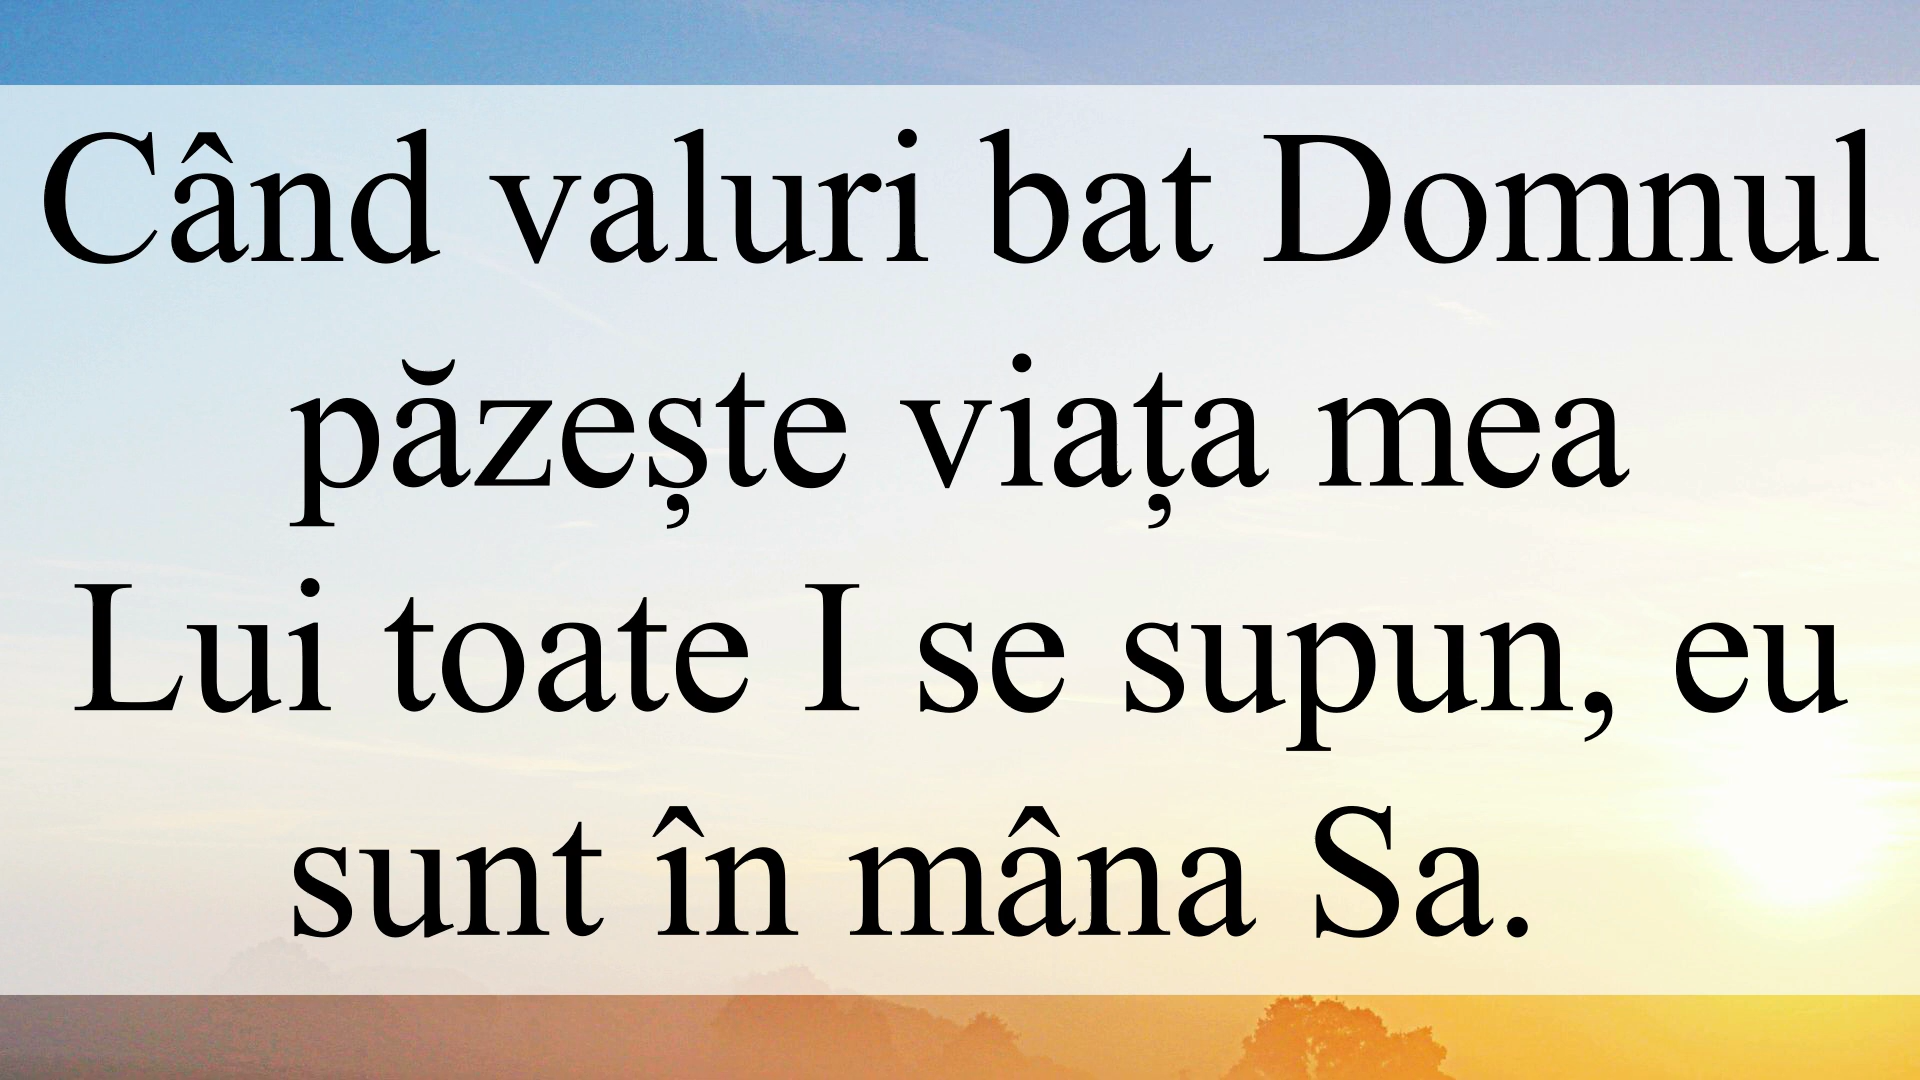 Când valuri bat Domnul
păzește viața mea
Lui toate I se supun, eu
sunt în mâna Sa.